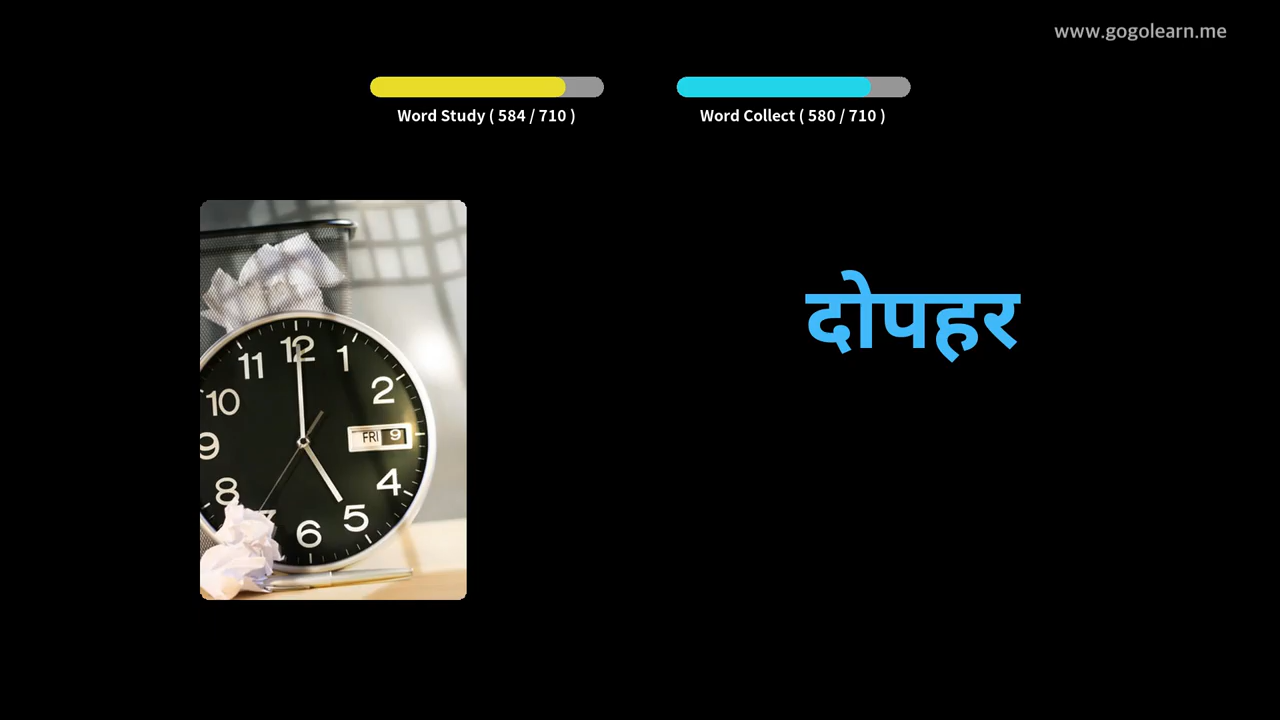 www.gogolearn.me
Word Study ( 584 / 710 )
Word Collect ( 580 / 710 )
दोपहर
12
11
1
10
2
9
FRI 9
8
4
7
5
6